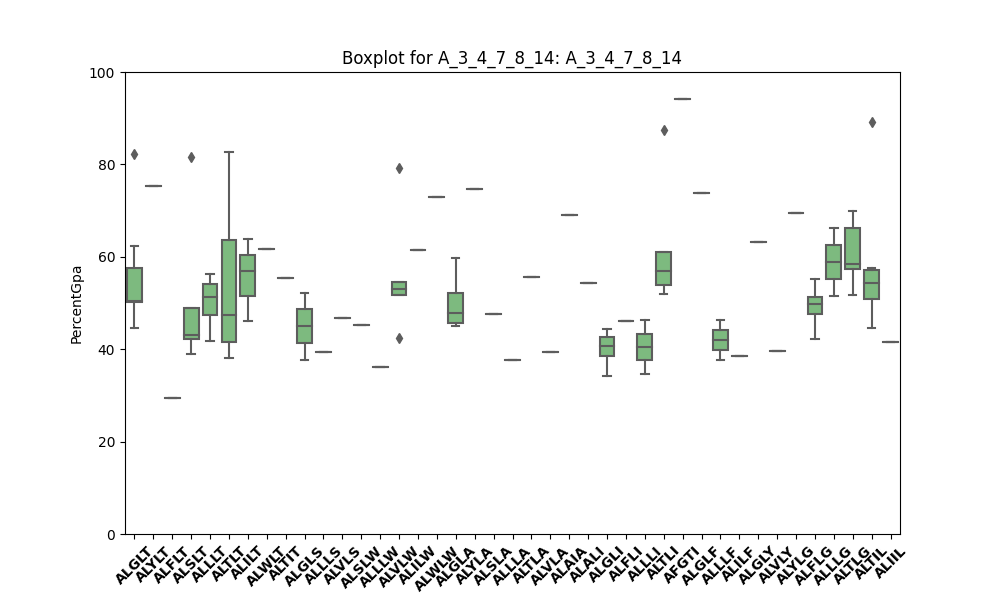 Boxplot for A_3_4_7_8_14: A_3_4_7_8_14
PercentGpa
100
80
60
40
20
0
ALGLT
ALYLT
ALFLT
ALSLT
ALLLT
ALTLT
ALILT
ALWLT
ALTIT
ALGLS
ALLLS
ALVLS
ALSLW
ALLLW
ALVLW
ALILW
ALWLW
ALGLA
ALYLA
ALSLA
ALLLA
ALTLA
ALVLA
ALAIA
ALALI
ALGLI
ALFLI
ALLLI
ALTLI
AFGTI
ALGLF
ALLLF
ALILF
ALGLY
ALVLY
ALYLG
ALFLG
ALLLG
ALTLG
ALTIL
ALIIL